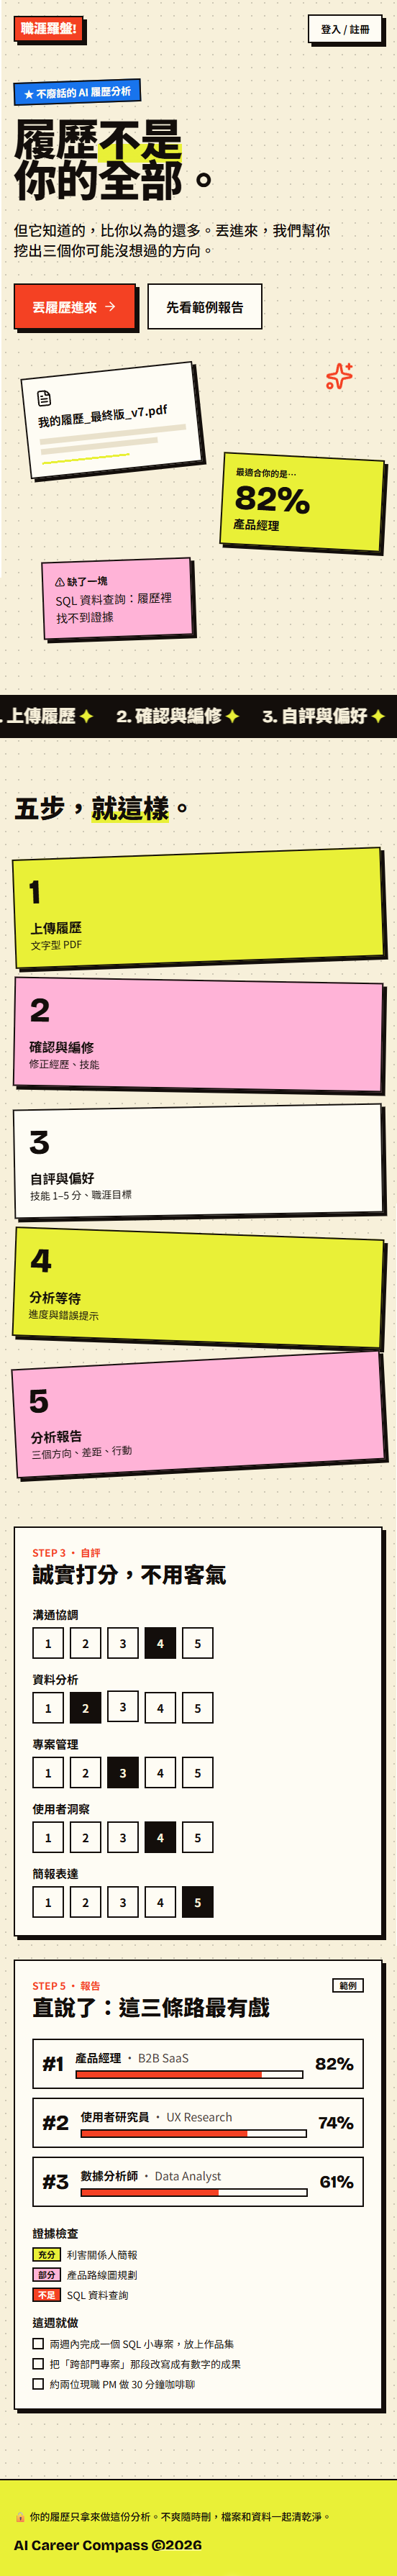 職涯羅盤!
登入 / 註冊
★ 不廢話的 AI 履歷分析
履歷不是
你的全部。
但它知道的，比你以為的還多。丟進來，我們幫你
挖出三個你可能沒想過的方向。
丟履歷進來 →
先看範例報告
我的履歷_最終版_v7.pdf
最適合你的是…
82%
產品經理
⚠ 缺了一塊
SQL 資料查詢：履歷裡
找不到證據
. 上傳履歷 ✦ 2. 確認與編修 ✦ 3. 自評與偏好 ✦
五步，就這樣。
1
上傳履歷
文字型 PDF
2
確認與編修
修正經歷、技能
3
自評與偏好
技能 1–5 分、職涯目標
4
分析等待
進度與錯誤提示
5
分析報告
三個方向、差距、行動
STEP 3 · 自評
誠實打分，不用客氣
溝通協調
1 2 3 4 5
資料分析
1 2 3 4 5
專案管理
1 2 3 4 5
使用者洞察
1 2 3 4 5
簡報表達
1 2 3 4 5
STEP 5 · 報告
範例
直說了：這三條路最有戲
#1 產品經理 · B2B SaaS 82%
#2 使用者研究員 · UX Research 74%
#3 數據分析師 · Data Analyst 61%
證據檢查
充分 利害關係人簡報
部分 產品路線圖規劃
不足 SQL 資料查詢
這週就做
兩週內完成一個 SQL 小專案，放上作品集
把「跨部門專案」那段改寫成有數字的成果
約兩位現職 PM 做 30 分鐘咖啡聊
🔒 你的履歷只拿來做這份分析。不爽隨時刪，檔案和資料一起清乾淨。
AI Career Compass ©2026